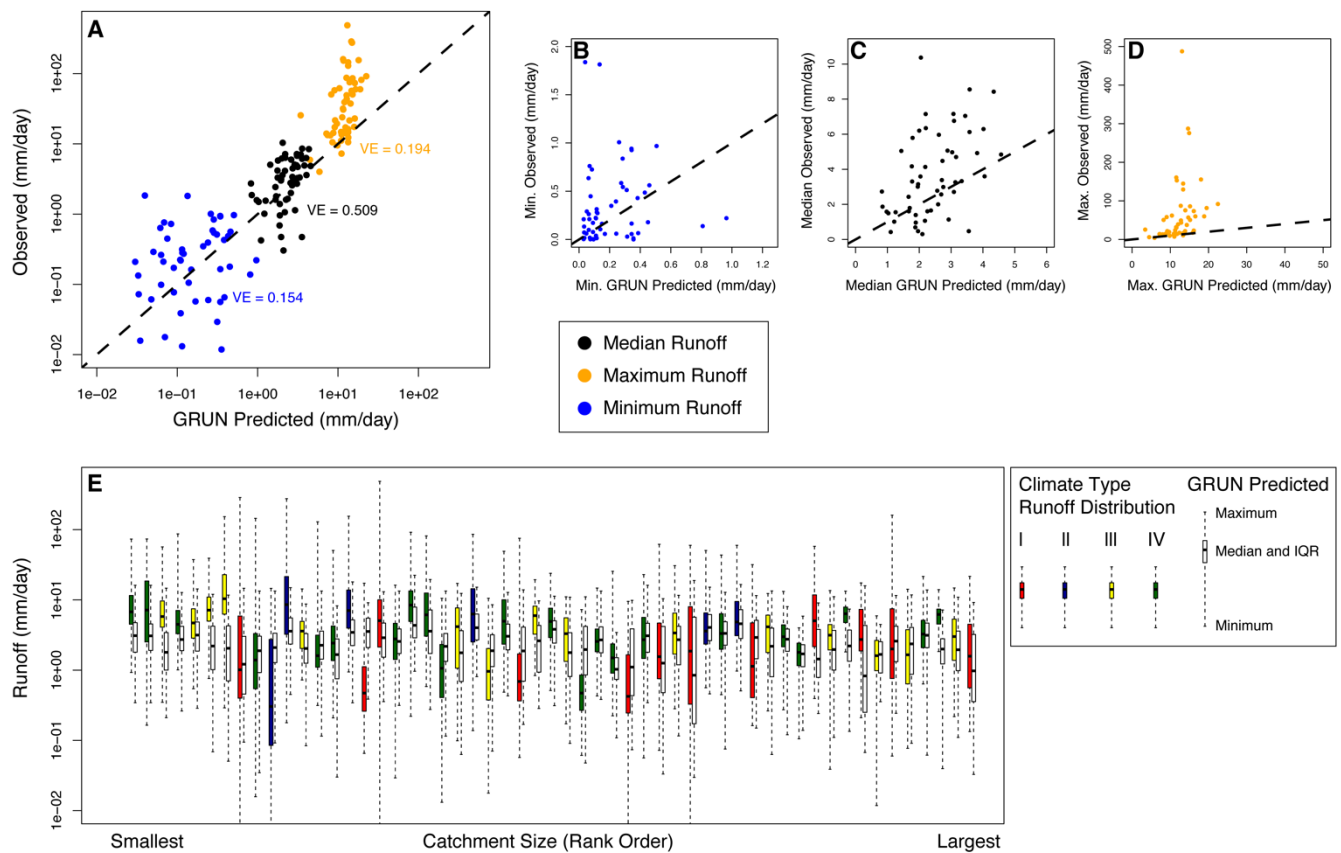 A
Observed (mm/day)
1e+02
1e+01
1e+00
1e-01
1e-02
VE = 0.194
VE = 0.509
VE = 0.154
1e-02
1e-01
1e+00
1e+01
1e+02
GRUN Predicted (mm/day)
B
Min. Observed (mm/day)
2.0
1.5
1.0
0.5
0.0
0.0 0.2 0.4 0.6 0.8 1.0 1.2
Min. GRUN Predicted (mm/day)
C
Median Observed (mm/day)
10
8
6
4
2
0
0 1 2 3 4 5 6
Median GRUN Predicted (mm/day)
D
Max. Observed (mm/day)
500
400
300
200
100
50
0
0 10 20 30 40 50
Max. GRUN Predicted (mm/day)
Median Runoff
Maximum Runoff
Minimum Runoff
E
Runoff (mm/day)
1e+02
1e+01
1e+00
1e-01
1e-02
Smallest
Catchment Size (Rank Order)
Largest
Climate Type
Runoff Distribution
I II III IV
GRUN Predicted
Maximum
Median and IQR
Minimum